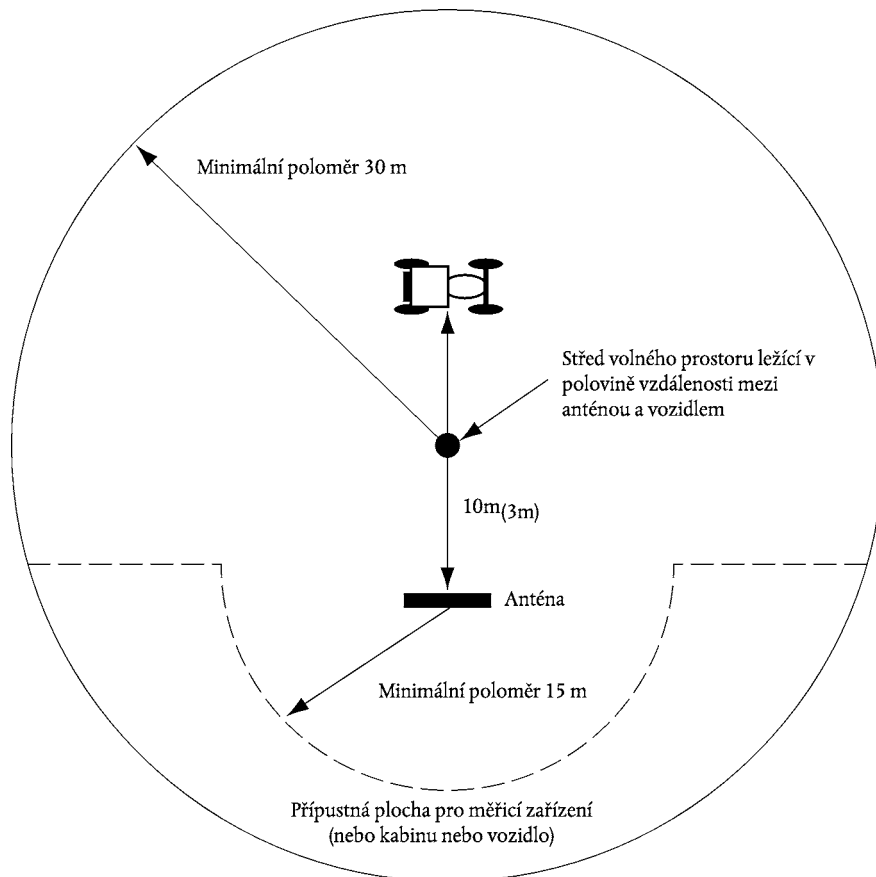 Minimální poloměr 30 m
Střed volného prostoru ležící v
polovině vzdálenosti mezi
anténou a vozidlem
10m(3m)
Anténa
Minimální poloměr 15 m
Přípustná plocha pro měřicí zařízení
(nebo kabinu nebo vozidlo)